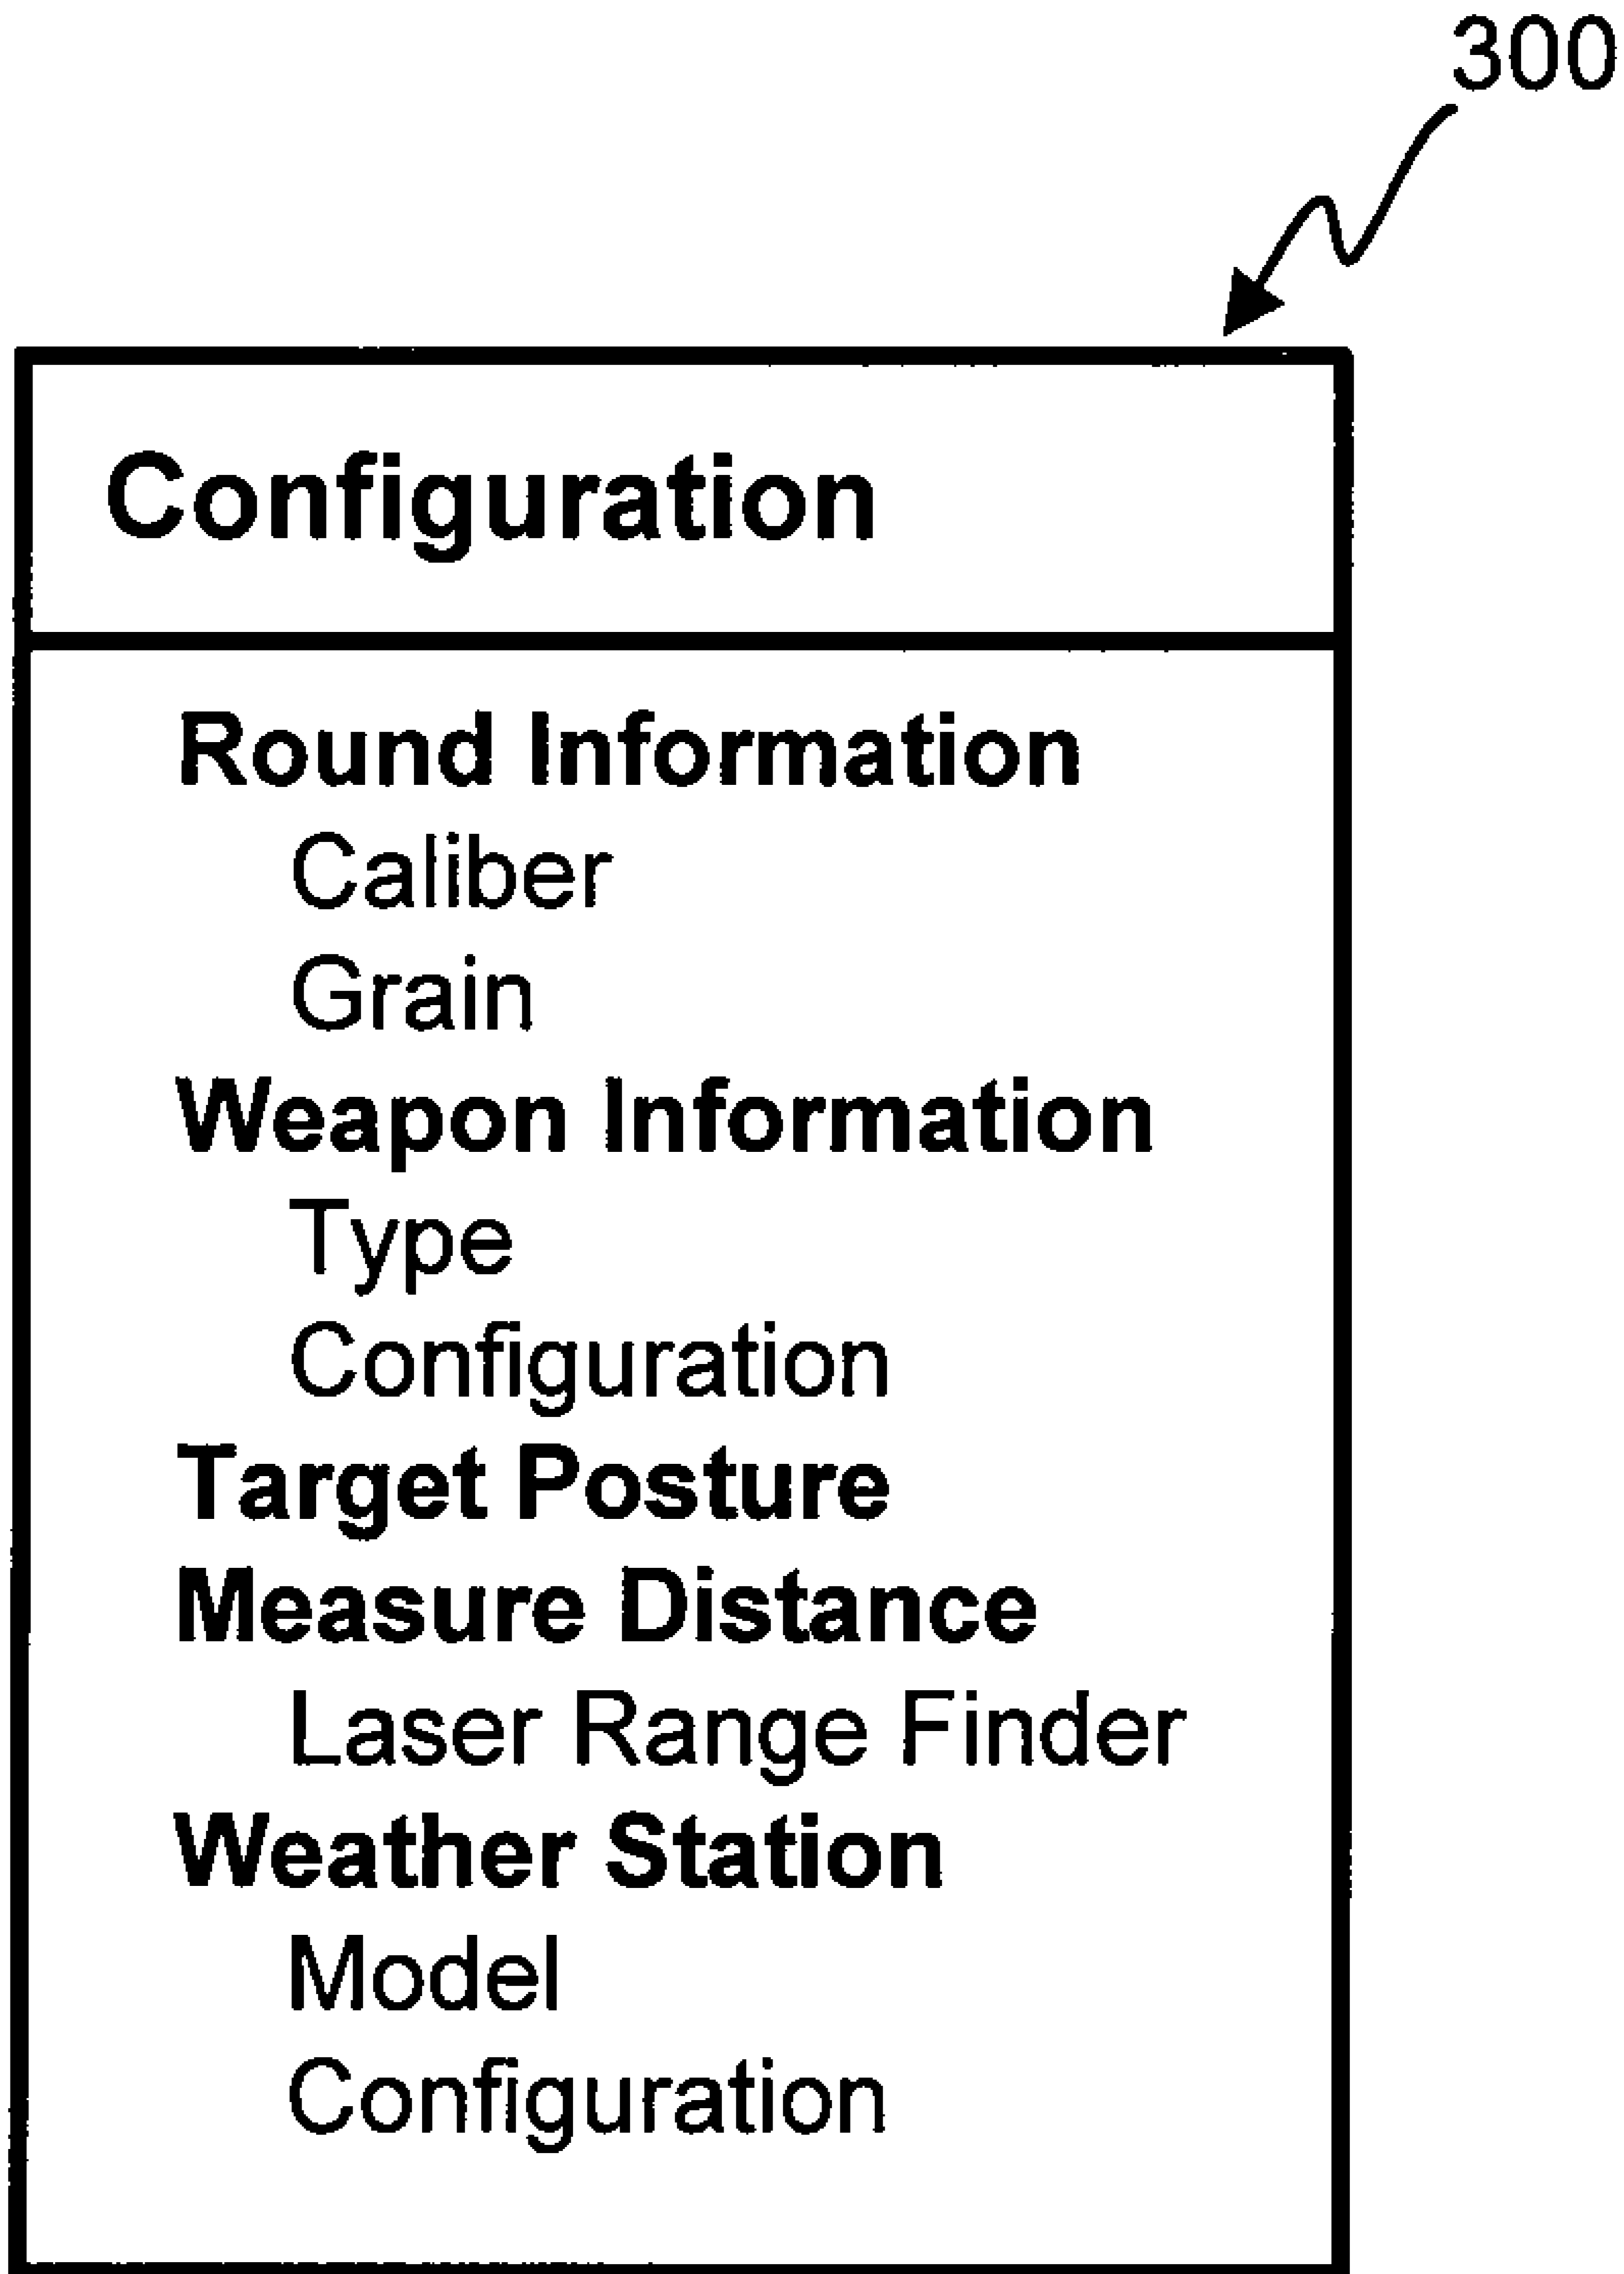 300
Configuration
Round Information
Caliber
Grain
Weapon Information
Type
Configuration
Target Posture
Measure Distance
Laser Range Finder
Weather Station
Model
Configuration